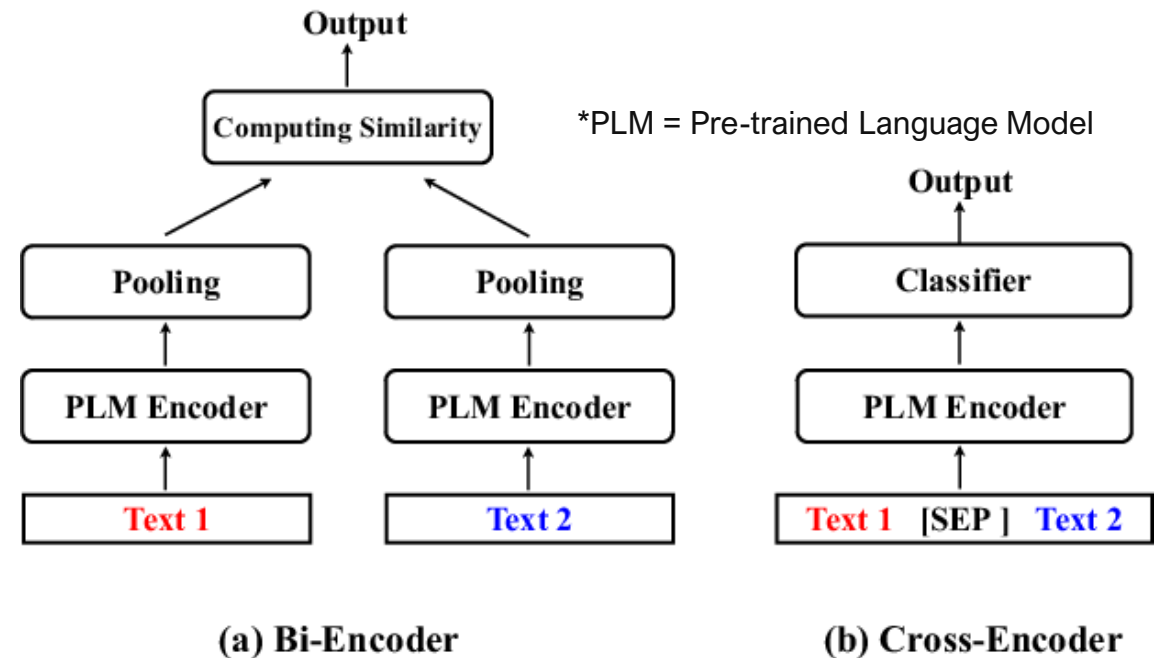 Output
Computing Similarity
*PLM = Pre-trained Language Model
Output
Pooling
Pooling
Classifier
PLM Encoder
PLM Encoder
PLM Encoder
Text 1
Text 2
Text 1 [SEP ] Text 2
(a) Bi-Encoder
(b) Cross-Encoder